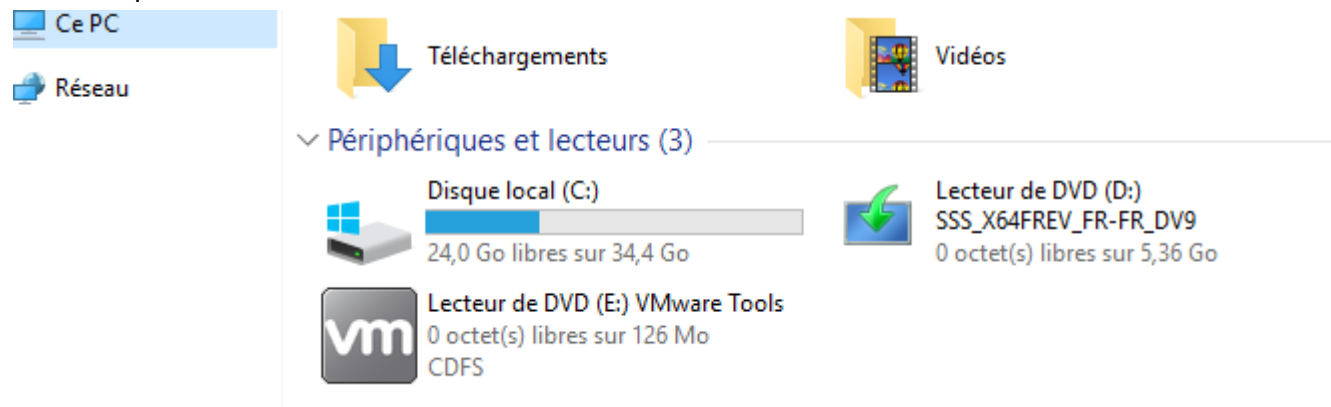 Ce PC
Réseau
Téléchargements
Vidéos
Périphériques et lecteurs (3)
Disque local (C:)
24,0 Go libres sur 34,4 Go
Lecteur de DVD (D:)
SSS_X64FREV_FR-FR_DV9
0 octet(s) libres sur 5,36 Go
vm
Lecteur de DVD (E:) VMware Tools
0 octet(s) libres sur 126 Mo
CDFS